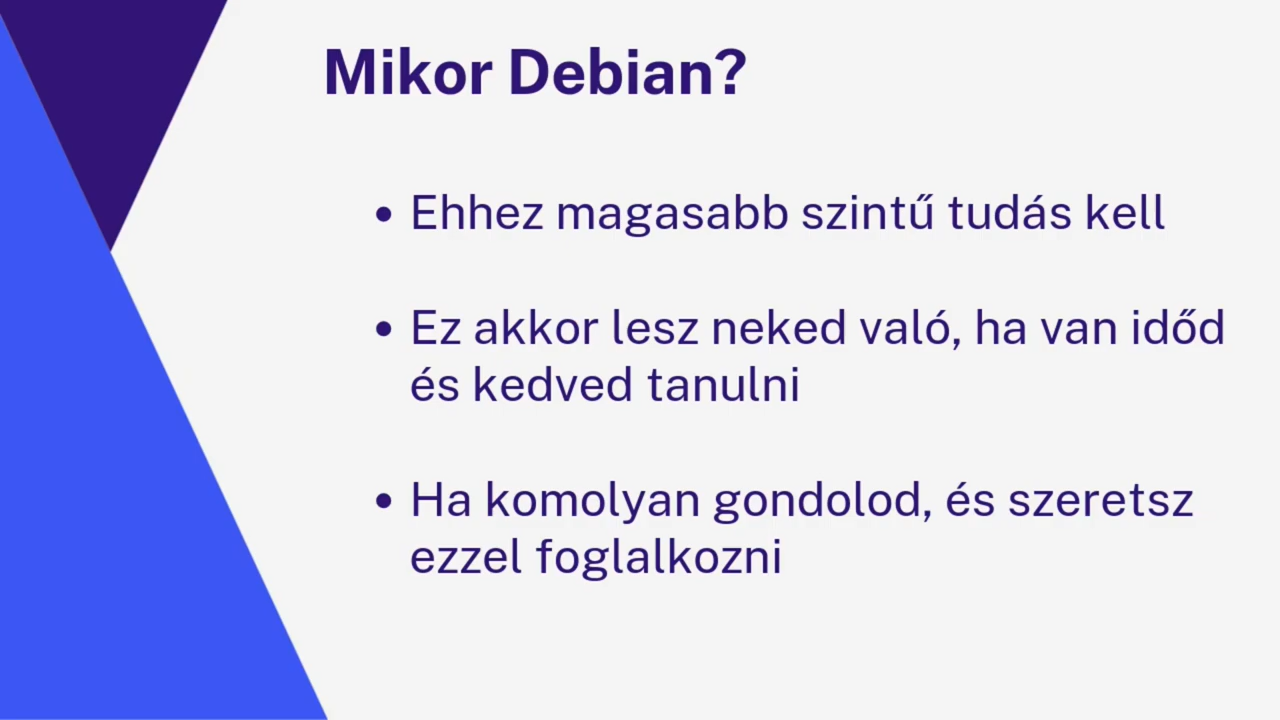 Mikor Debian?
• Ehhez magasabb szintű tudás kell
• Ez akkor lesz neked való, ha van időd
és kedved tanulni
• Ha komolyan gondolod, és szeretsz
ezzel foglalkozni